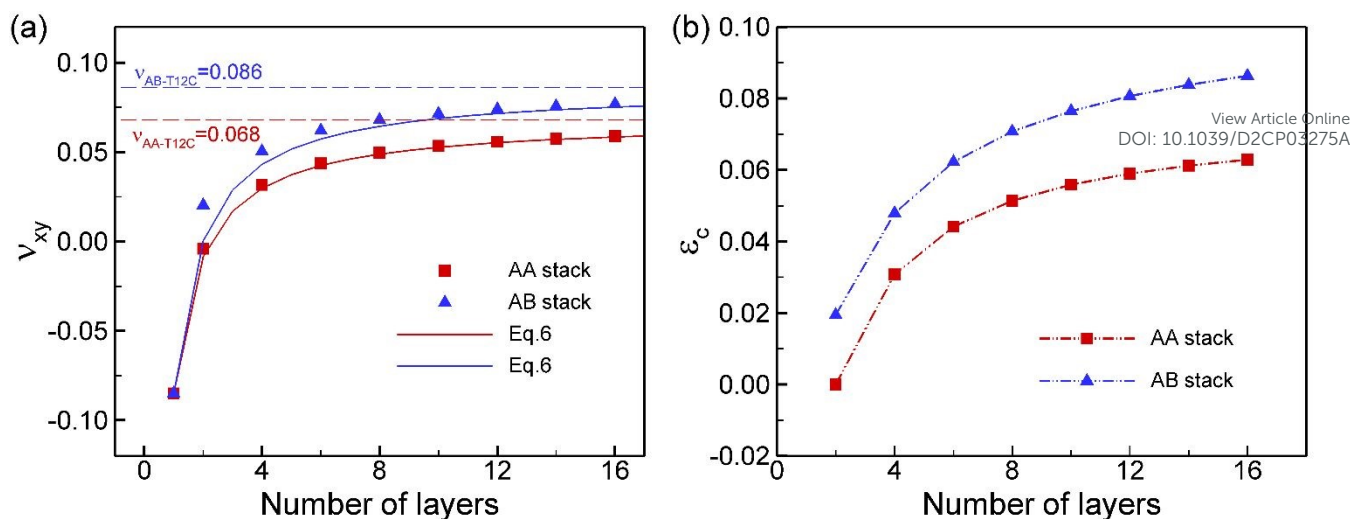 (a)
ν_xy
0.10
0.05
0.00
-0.05
-0.10
ν_AB-T12C=0.086
ν_AA-T12C=0.068
AA stack
AB stack
Eq.6
Eq.6
0 4 8 12 16
Number of layers
(b)
ε_c
0.10
0.08
0.06
0.04
0.02
0.00
-0.02
AA stack
AB stack
0 4 8 12 16
Number of layers
View Article Online
DOI: 10.1039/D2CP03275A